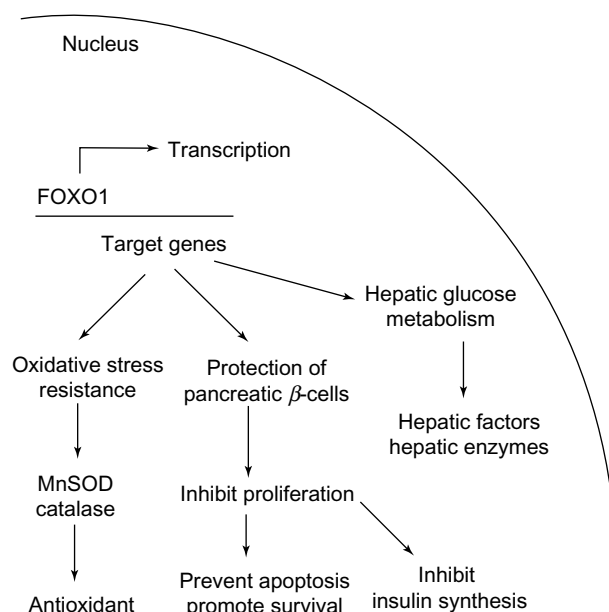 Nucleus
Transcription
FOXO1
Target genes
Hepatic glucose
metabolism
Oxidative stress
resistance
Protection of
pancreatic β-cells
Hepatic factors
hepatic enzymes
MnSOD
catalase
Inhibit proliferation
Antioxidant
Prevent apoptosis
promote survival
Inhibit
insulin synthesis